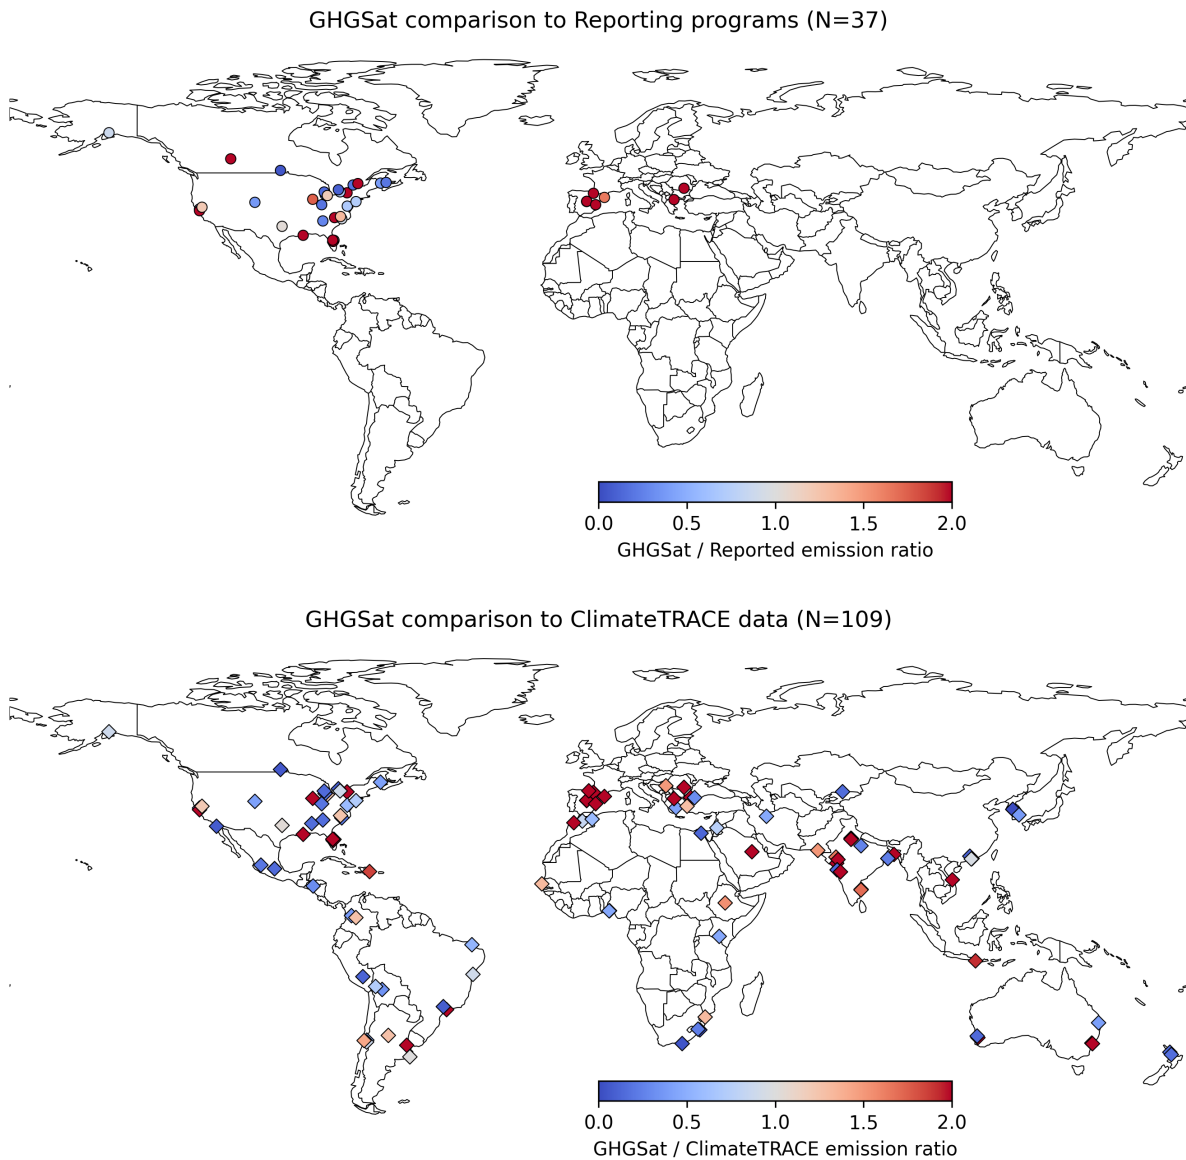 GHGSat comparison to Reporting programs (N=37)
0.0 0.5 1.0 1.5 2.0
GHGSat / Reported emission ratio
GHGSat comparison to ClimateTRACE data (N=109)
0.0 0.5 1.0 1.5 2.0
GHGSat / ClimateTRACE emission ratio